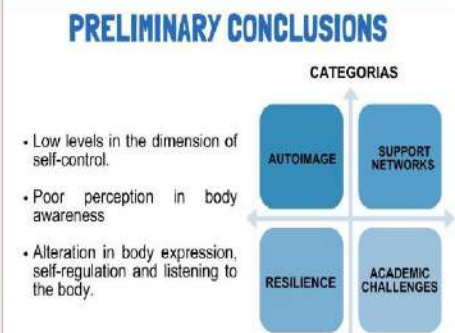 PRELIMINARY CONCLUSIONS
CATEGORIAS
• Low levels in the dimension of
self-control.
• Poor perception in body
awareness
• Alteration in body expression,
self-regulation and listening to
the body.
AUTOIMAGE
SUPPORT
NETWORKS
RESILIENCE
ACADEMIC
CHALLENGES